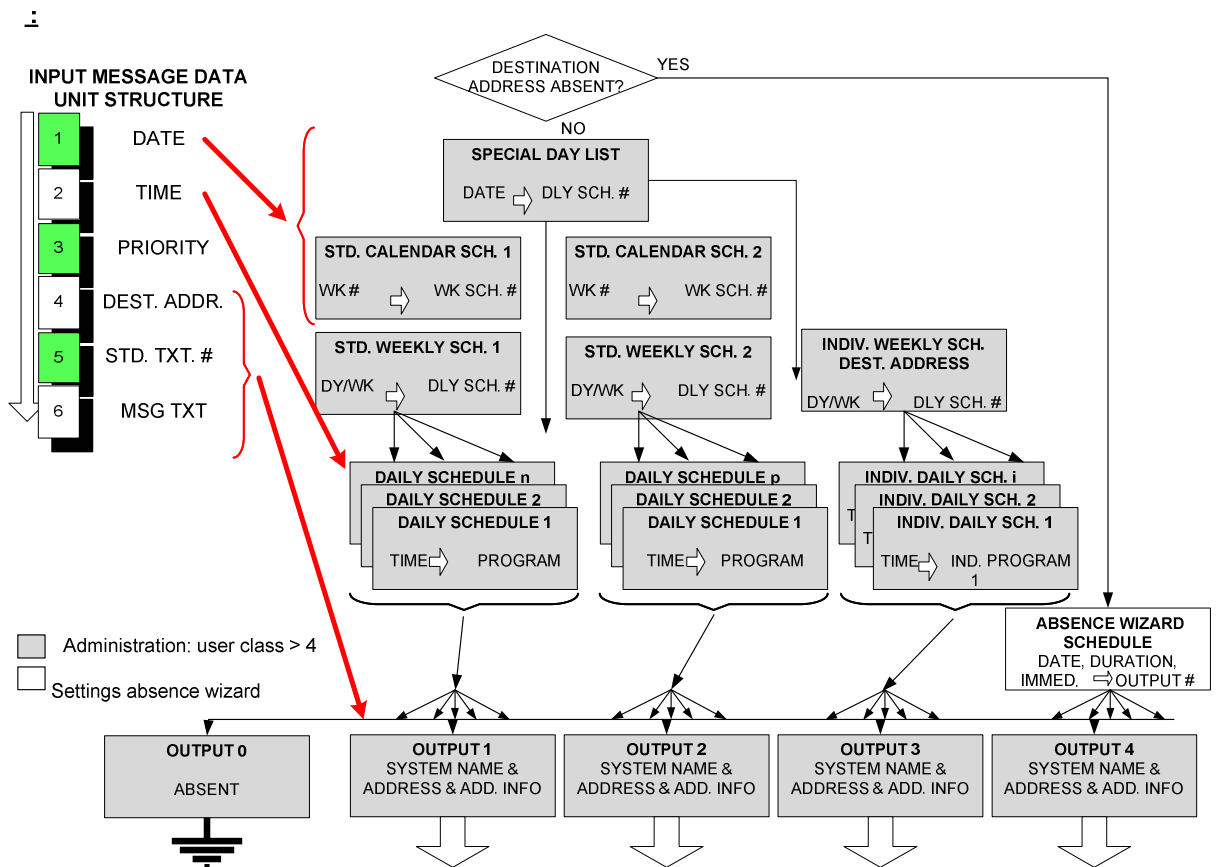 :
INPUT MESSAGE DATA
UNIT STRUCTURE
1 DATE
2 TIME
3 PRIORITY
4 DEST. ADDR.
5 STD. TXT. #
6 MSG TXT
DESTINATION
ADDRESS ABSENT?
YES
NO
SPECIAL DAY LIST
DATE DLY SCH. #
STD. CALENDAR SCH. 1
WK # WK SCH. #
STD. CALENDAR SCH. 2
WK # WK SCH. #
STD. WEEKLY SCH. 1
DY/WK DLY SCH. #
STD. WEEKLY SCH. 2
DY/WK DLY SCH. #
INDIV. WEEKLY SCH.
DEST. ADDRESS
DY/WK DLY SCH. #
DAILY SCHEDULE n
DAILY SCHEDULE 2
DAILY SCHEDULE 1
TIME PROGRAM
DAILY SCHEDULE p
DAILY SCHEDULE 2
DAILY SCHEDULE 1
TIME PROGRAM
INDIV. DAILY SCH. i
T
INDIV. DAILY SCH. 2
T
INDIV. DAILY SCH. 1
TIME IND. PROGRAM
1
Administration: user class > 4
Settings absence wizard
ABSENCE WIZARD
SCHEDULE
DATE, DURATION,
IMMED. OUTPUT #
OUTPUT 0
ABSENT
OUTPUT 1
SYSTEM NAME &
ADDRESS & ADD. INFO
OUTPUT 2
SYSTEM NAME &
ADDRESS & ADD. INFO
OUTPUT 3
SYSTEM NAME &
ADDRESS & ADD. INFO
OUTPUT 4
SYSTEM NAME &
ADDRESS & ADD. INFO